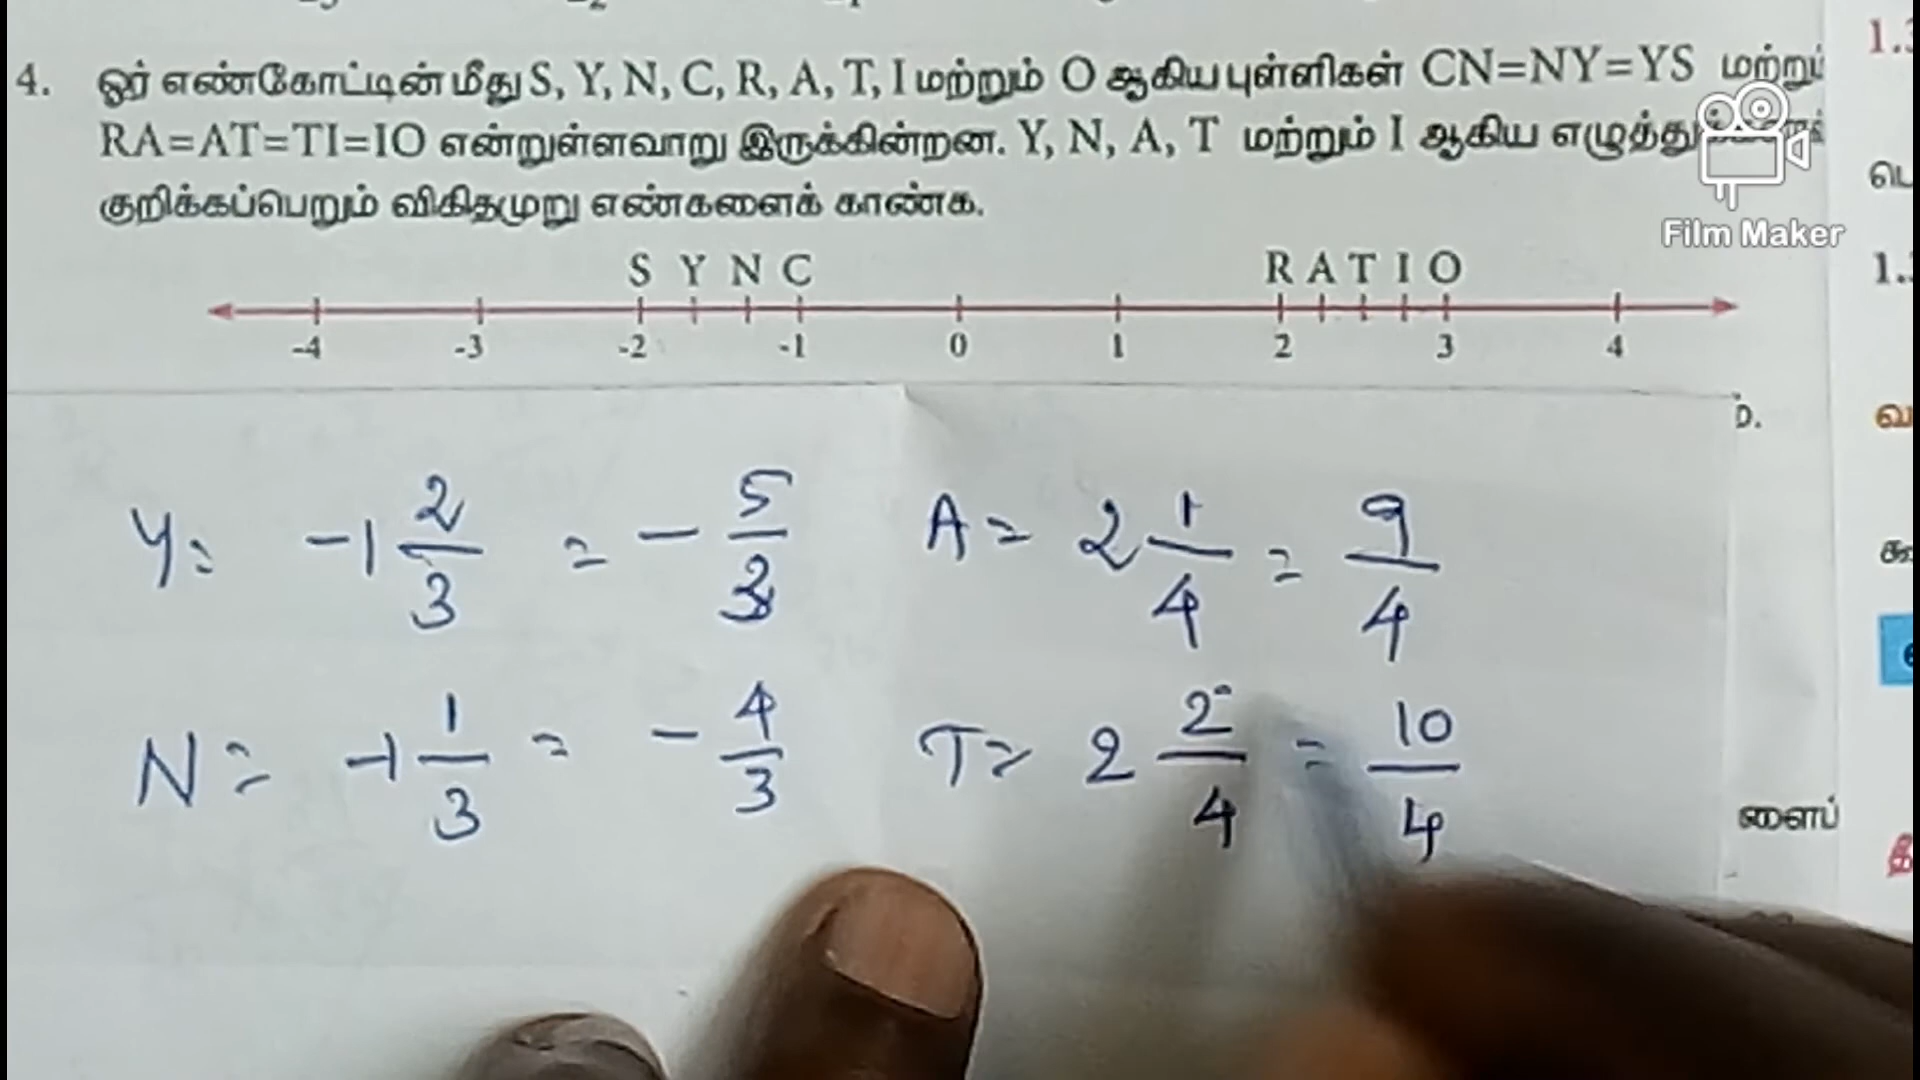 4. ஓர் எண்கோட்டின் மீது S, Y, N, C, R, A, T, I மற்றும் O ஆகிய புள்ளிகள் CN=NY=YS மற்றும்
RA=AT=TI=IO என்றுள்ளவாறு இருக்கின்றன. Y, N, A, T மற்றும் I ஆகிய
குறிக்கப்பெறும் விகிதமுறு எண்களைக் காண்க.
Film Maker
S Y N C R A T I O
-4 -3 -2 -1 0 1 2 3 4
Y = -1 2/3 = - 5/3 A = 2 1/4 = 9/4
N = -1 1/3 = - 4/3 T = 2 2/4 = 10/4
ளைப்